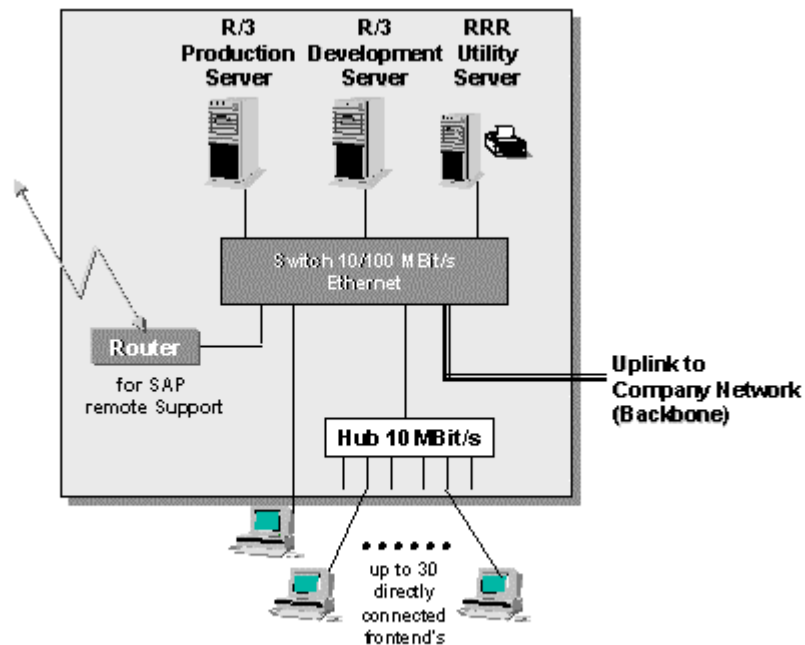 R/3
Production
Server
R/3
Development
Server
RRR
Utility
Server
Switch 10/100 MBit/s
Ethernet
Router
for SAP
remote Support
Uplink to
Company Network
(Backbone)
Hub 10 MBit/s
up to 30
directly
connected
frontend's